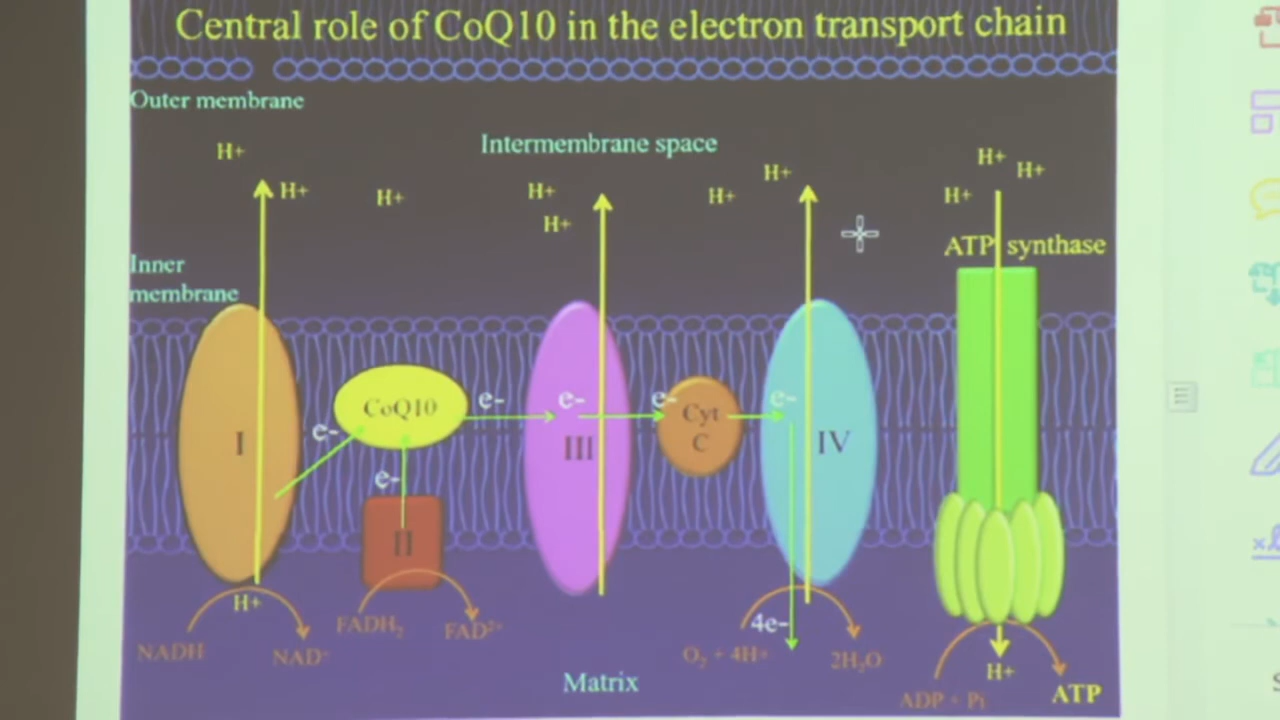 Central role of CoQ10 in the electron transport chain
Outer membrane
Intermembrane space
H+
H+
H+
H+
H+
H+
H+
H+
H+
H+
ATP synthase
Inner
membrane
I
CoQ10
e-
e-
e-
e-
e-
e-
III
Cyt
C
IV
II
H+
NADH
NAD+
FADH₂
FAD²⁺
4e-
O₂ + 4H+
2H₂O
H+
ADP + Pi
ATP
Matrix